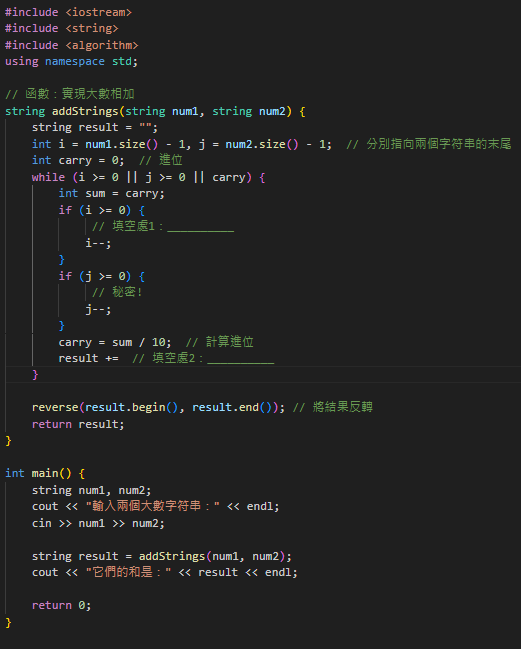 #include <iostream>
#include <string>
#include <algorithm>
using namespace std;

// 函數：實現大數相加
string addStrings(string num1, string num2) {
    string result = "";
    int i = num1.size() - 1, j = num2.size() - 1;  // 分別指向兩個字符串的末尾
    int carry = 0;  // 進位
    while (i >= 0 || j >= 0 || carry) {
        int sum = carry;
        if (i >= 0) {
             // 填空處1：__________
            i--;
        }
        if (j >= 0) {
             // 秘密!
            j--;
        }
        carry = sum / 10;  // 計算進位
        result +=  // 填空處2：__________
    }

    reverse(result.begin(), result.end()); // 將結果反轉
    return result;
}

int main() {
    string num1, num2;
    cout << "輸入兩個大數字符串：" << endl;
    cin >> num1 >> num2;

    string result = addStrings(num1, num2);
    cout << "它們的和是：" << result << endl;

    return 0;
}